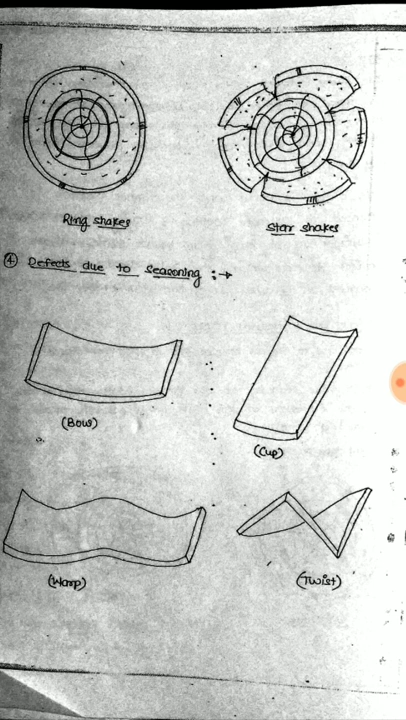 Ring shakes
Star shakes
④ Defects due to seasoning :→
(Bow)
(Cup)
(Warp)
(Twist)